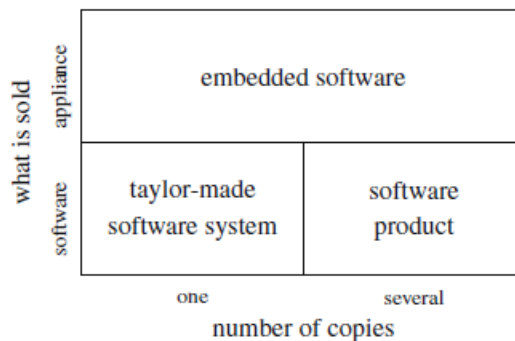 what is sold
appliance
embedded software
software
taylor-made
software system
software
product
one
several
number of copies